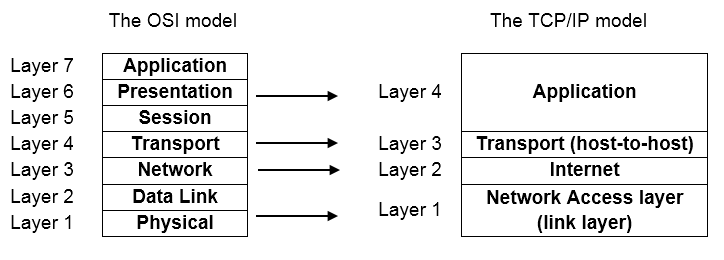 The OSI model The TCP/IP model
Layer 7 Application
Layer 6 Presentation Layer 4 Application
Layer 5 Session
Layer 4 Transport Layer 3 Transport (host-to-host)
Layer 3 Network Layer 2 Internet
Layer 2 Data Link Network Access layer
Layer 1 Physical Layer 1 (link layer)